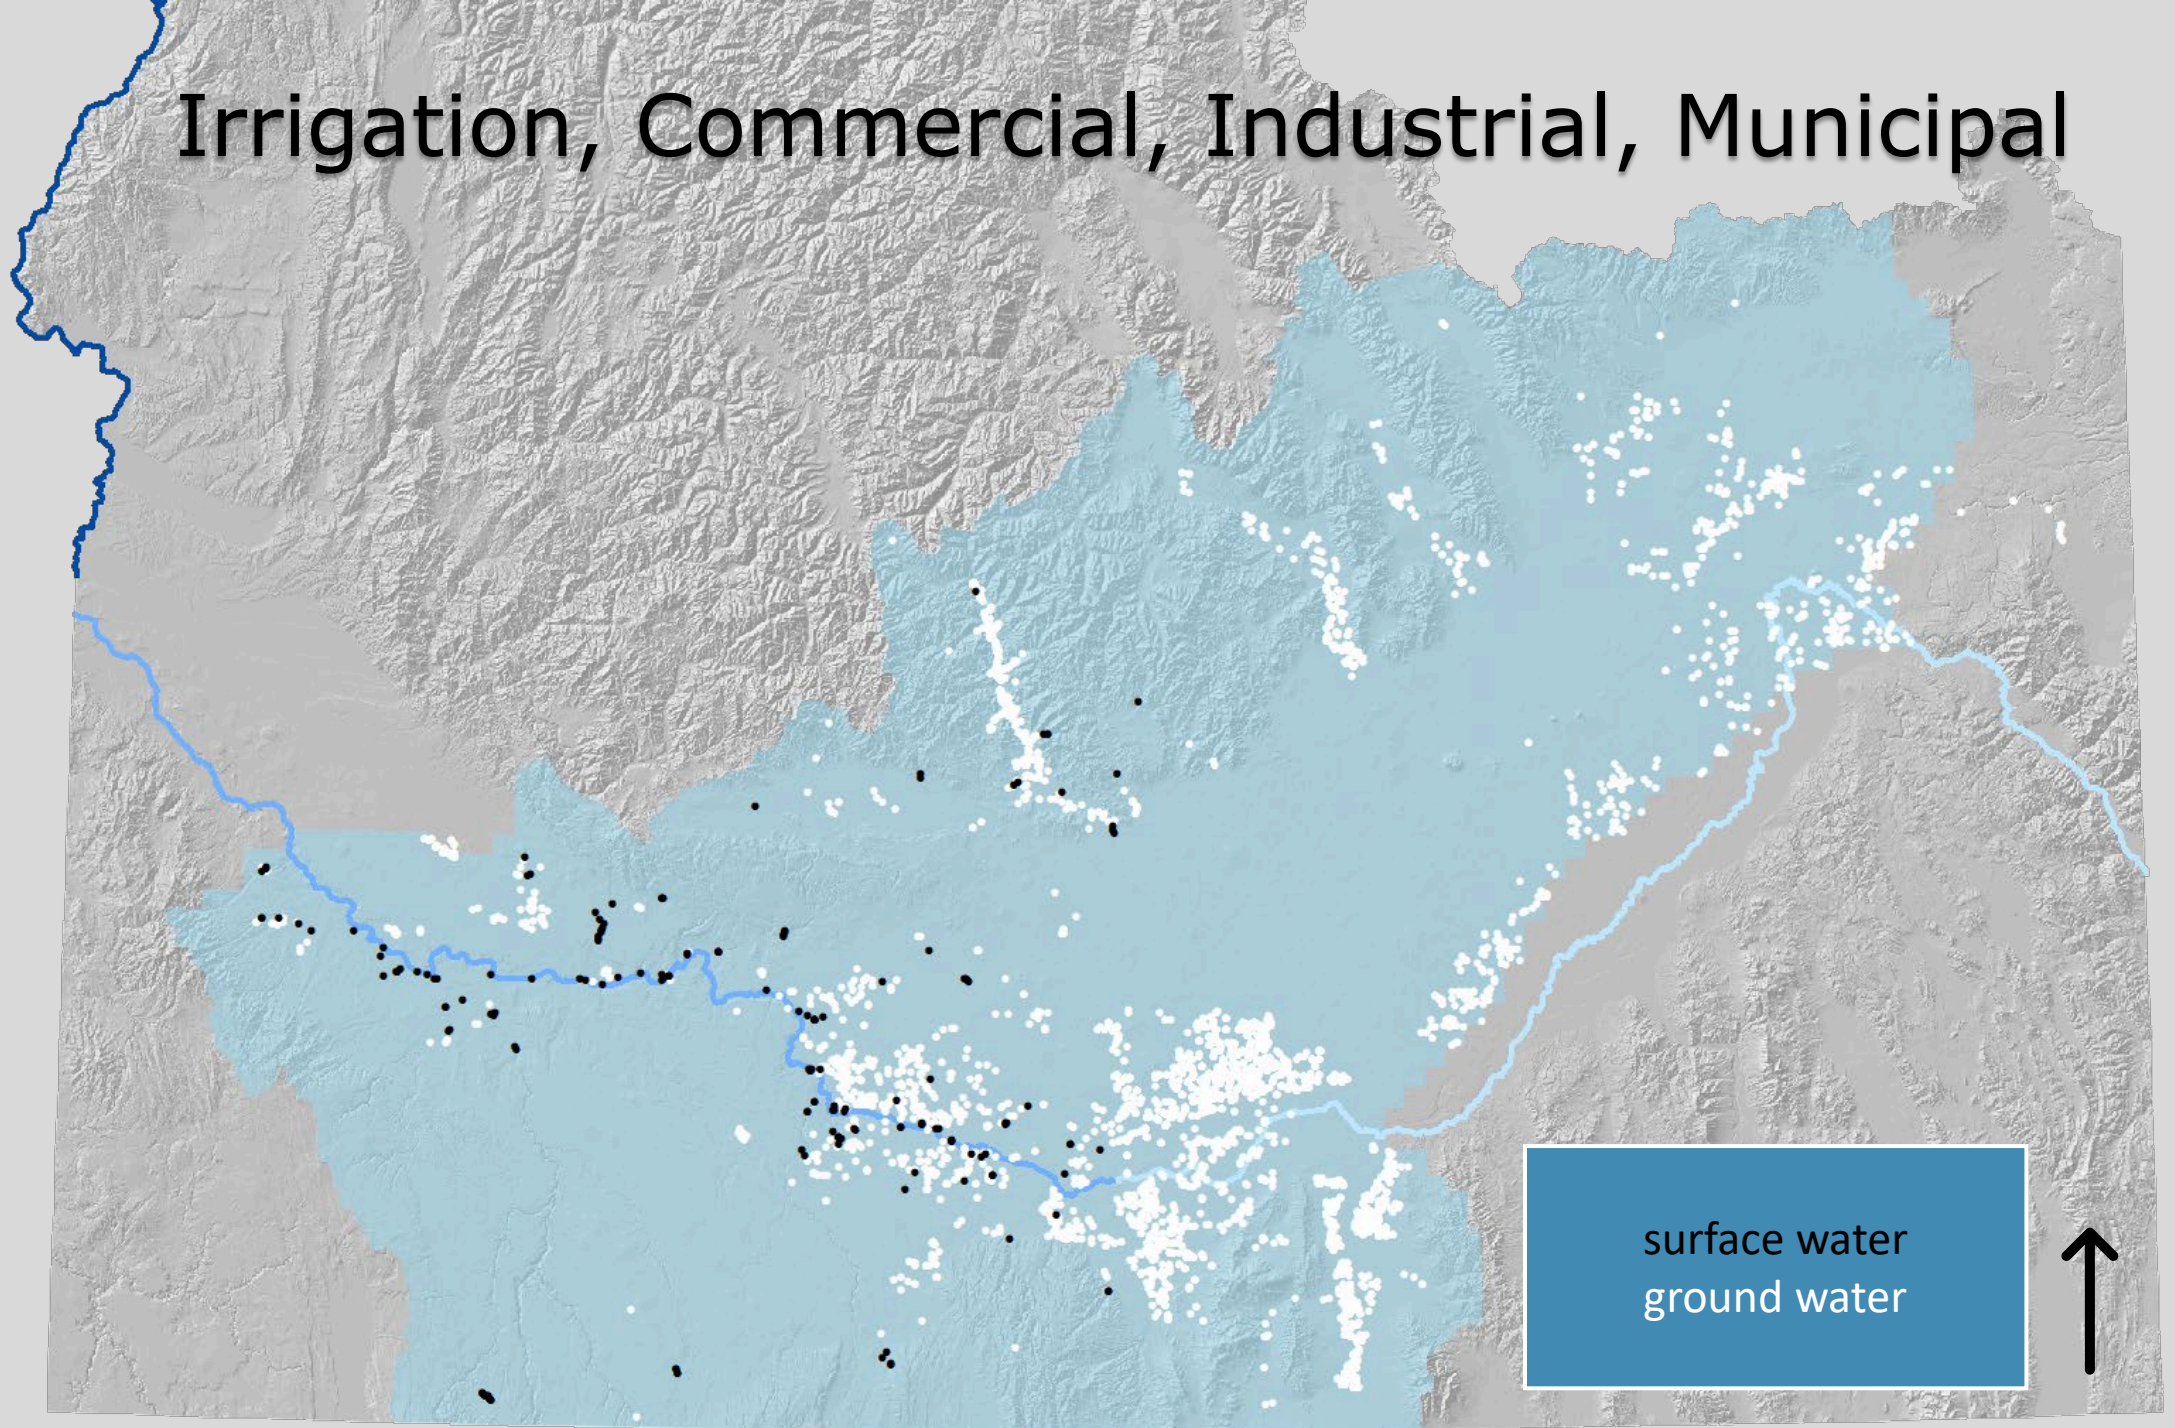 Irrigation, Commercial, Industrial, Municipal
surface water
ground water